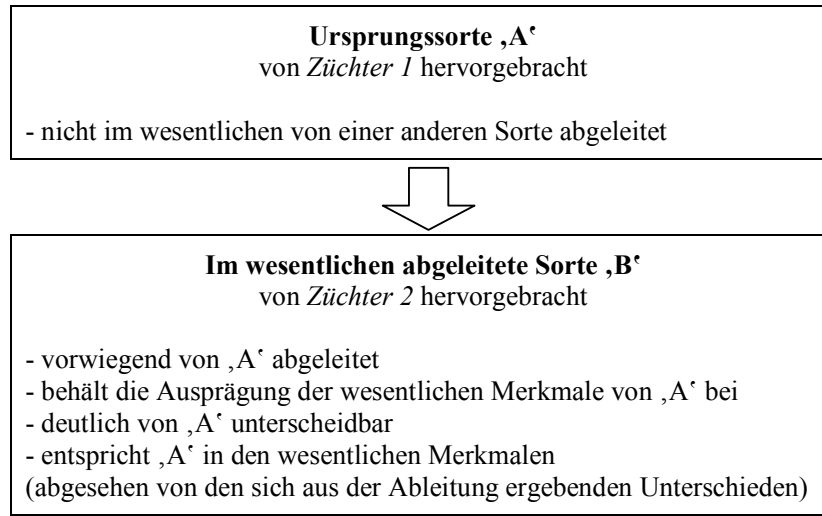 Ursprungssorte ‚A‛
von Züchter 1 hervorgebracht
- nicht im wesentlichen von einer anderen Sorte abgeleitet
Im wesentlichen abgeleitete Sorte ‚B‛
von Züchter 2 hervorgebracht
- vorwiegend von ‚A‛ abgeleitet
- behält die Ausprägung der wesentlichen Merkmale von ‚A‛ bei
- deutlich von ‚A‛ unterscheidbar
- entspricht ‚A‛ in den wesentlichen Merkmalen
(abgesehen von den sich aus der Ableitung ergebenden Unterschieden)